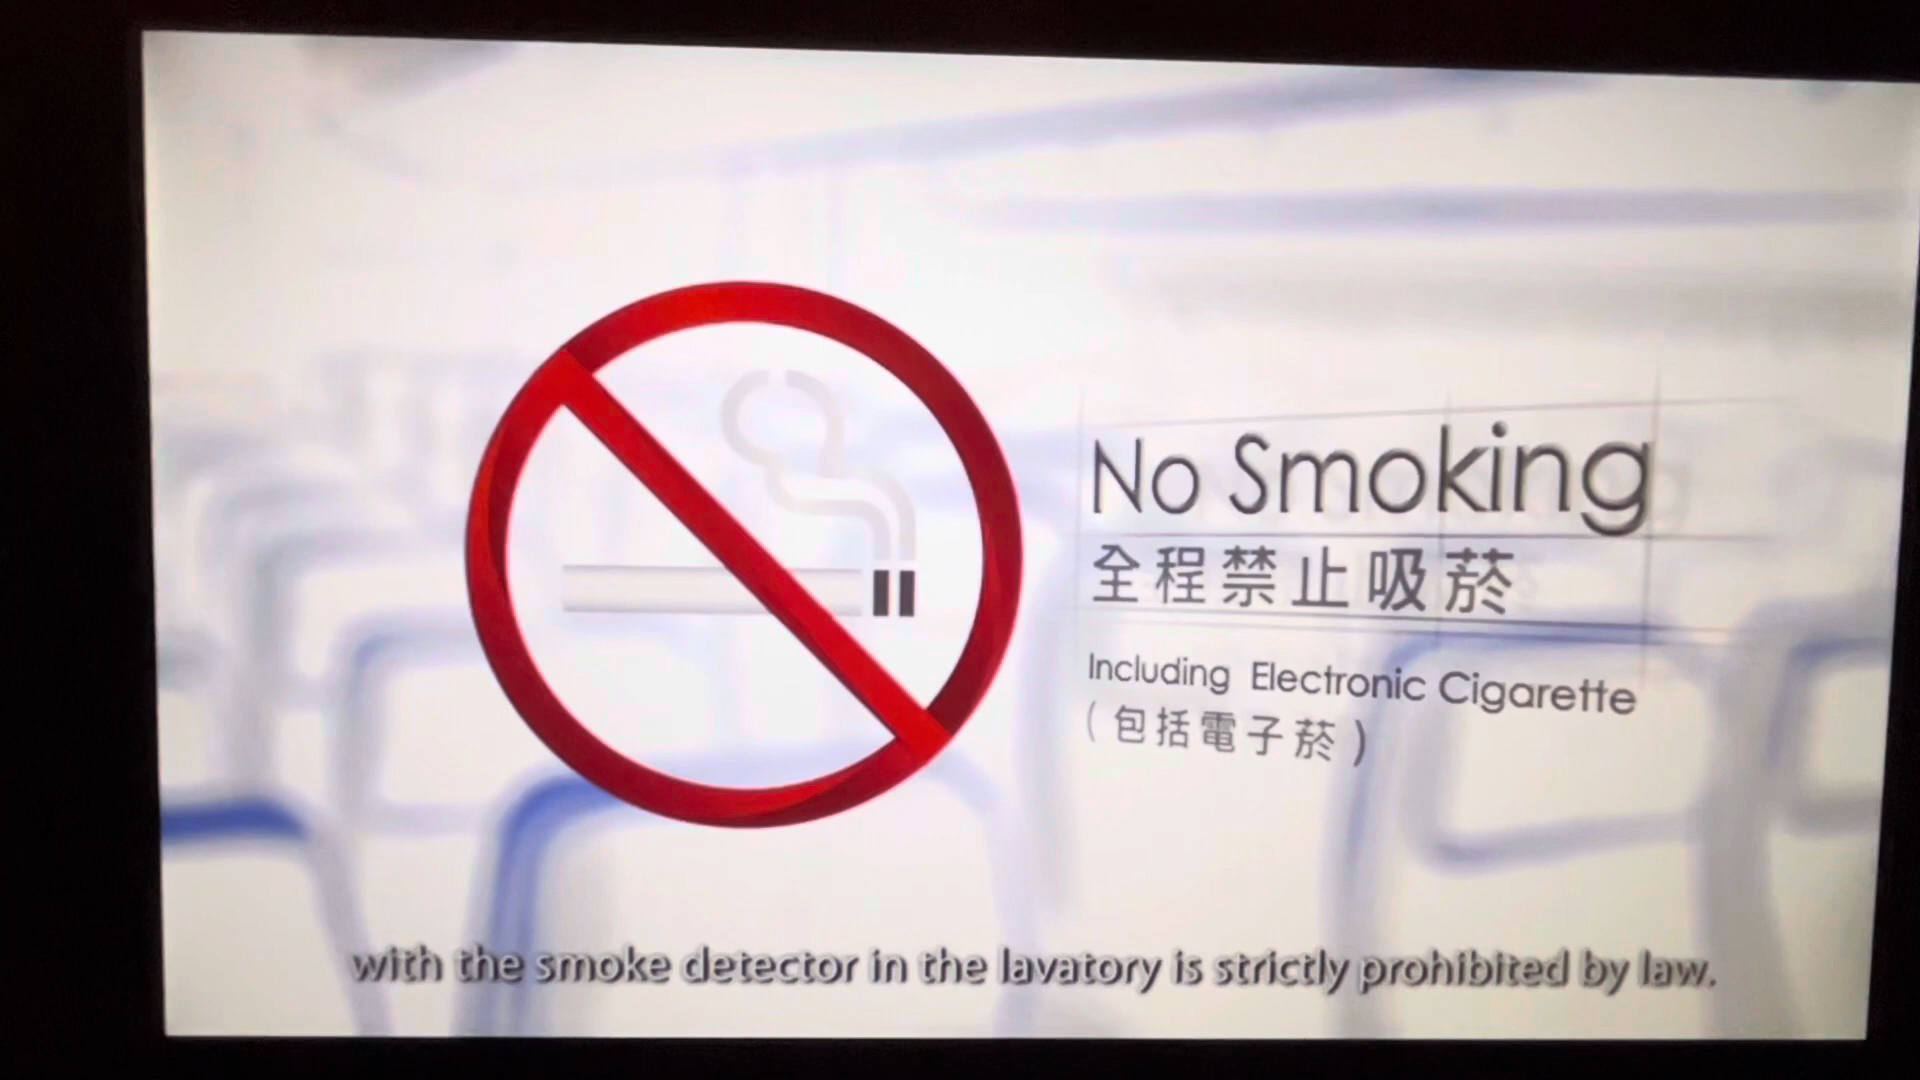 No Smoking
全程禁止吸菸
Including Electronic Cigarette
(包括電子菸)
with the smoke detector in the lavatory is strictly prohibited by law.